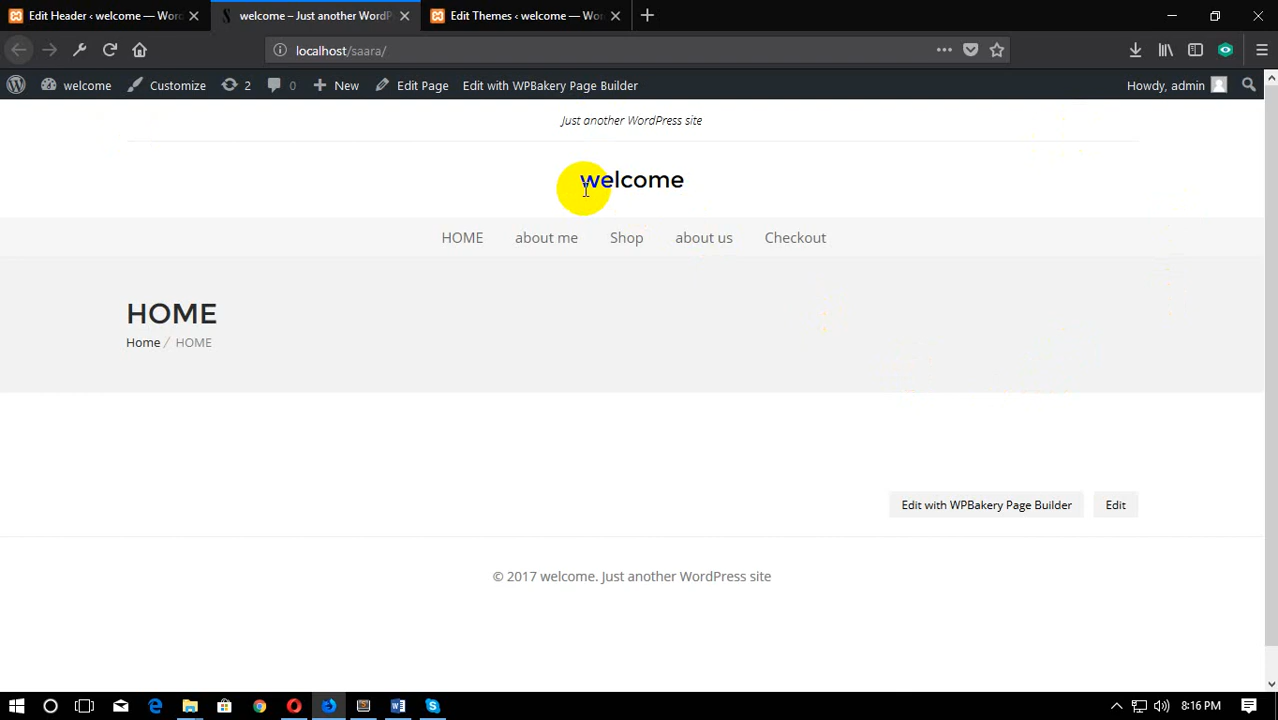 Edit Header ‹ welcome — Wor
welcome – Just another WordP
Edit Themes ‹ welcome — Wo
localhost/saara/
welcome Customize 2 0 New Edit Page Edit with WPBakery Page Builder Howdy, admin
Just another WordPress site
welcome
HOME about me Shop about us Checkout
HOME
Home / HOME
Edit with WPBakery Page Builder Edit
© 2017 welcome. Just another WordPress site
8:16 PM